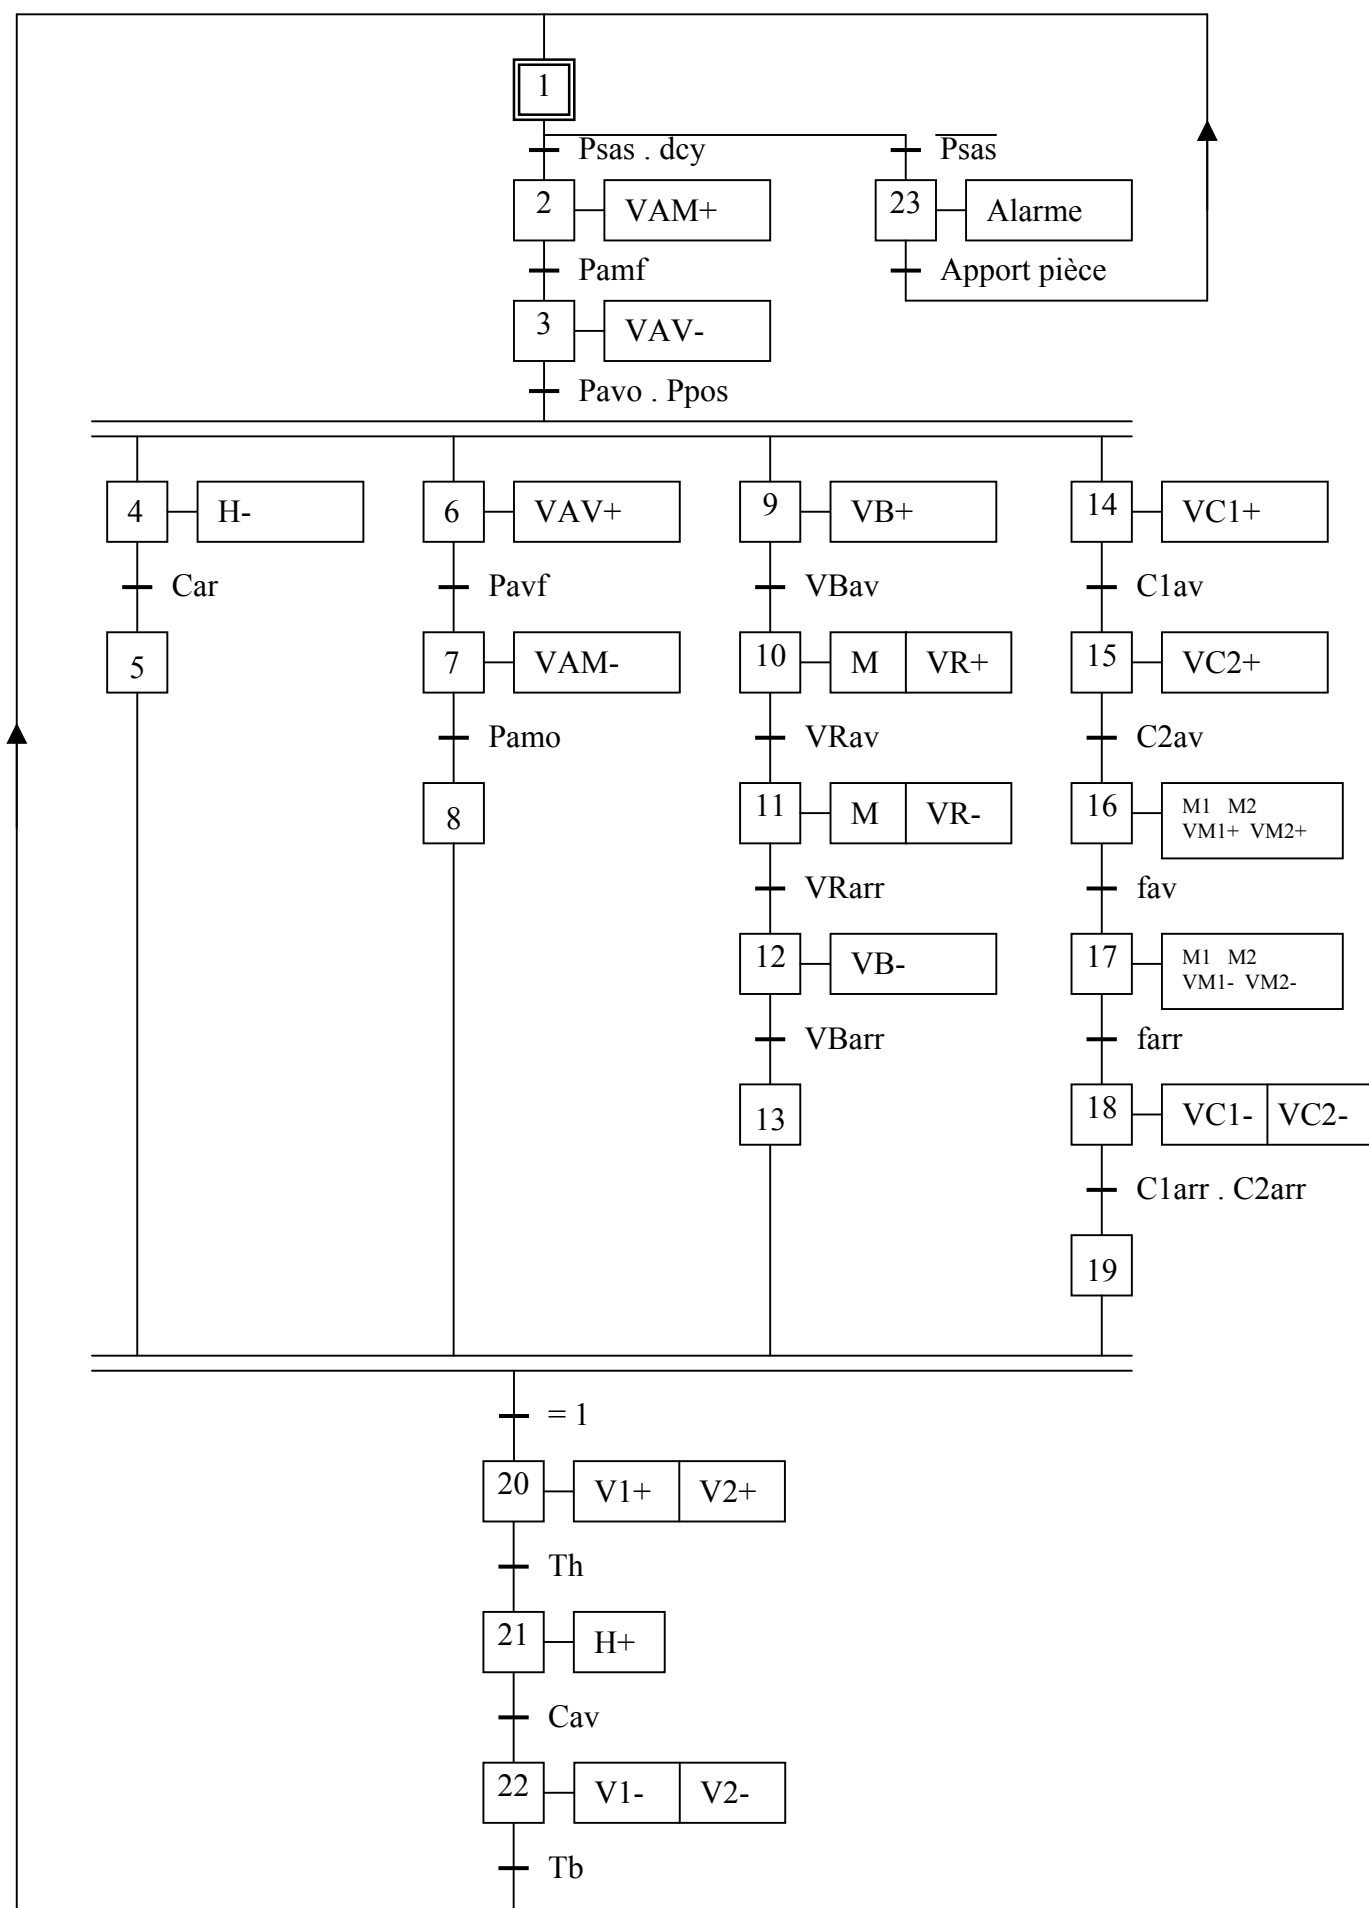 1
Psas . dcy
Psas
2
VAM+
23
Alarme
Pamf
Apport pièce
3
VAV-
Pavo . Ppos
4
H-
6
VAV+
9
VB+
14
VC1+
Car
Pavf
VBav
C1av
5
7
VAM-
10
M
VR+
15
VC2+
Pamo
VRav
C2av
8
11
M
VR-
16
M1 M2
VM1+ VM2+
VRarr
fav
12
VB-
17
M1 M2
VM1- VM2-
VBarr
farr
13
18
VC1-
VC2-
C1arr . C2arr
19
= 1
20
V1+
V2+
Th
21
H+
Cav
22
V1-
V2-
Tb